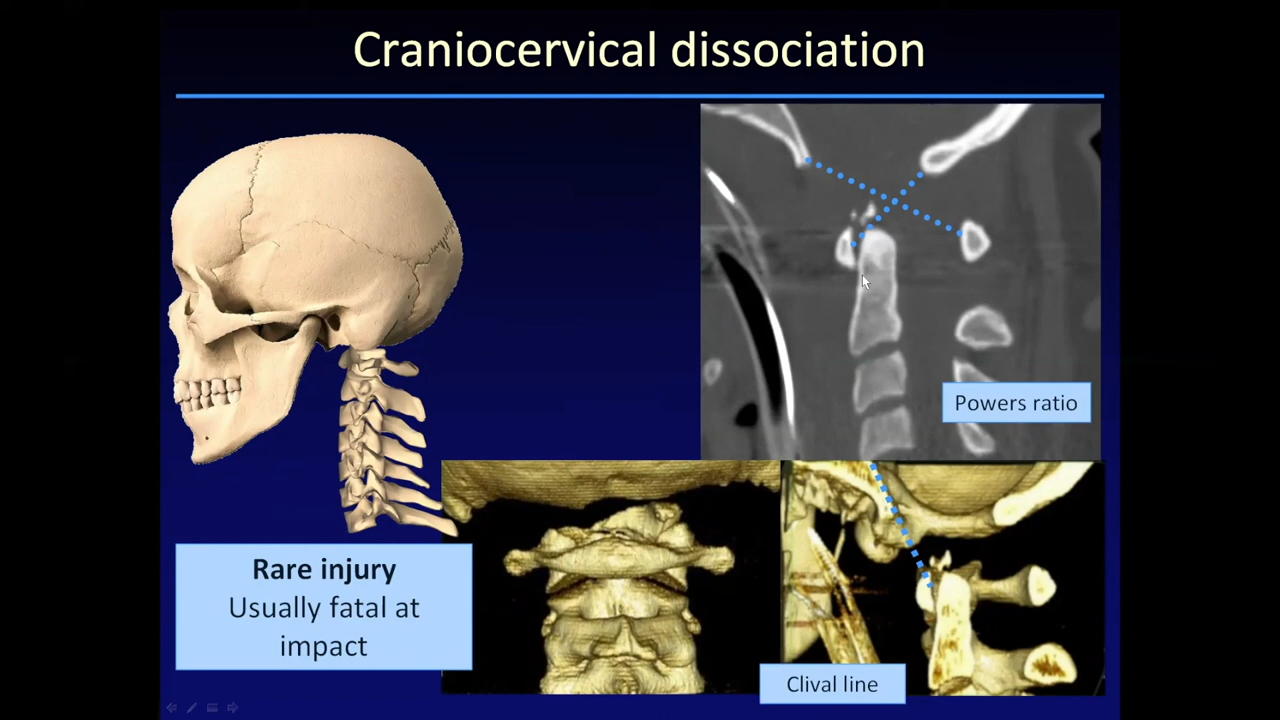 Craniocervical dissociation
Powers ratio
Rare injury
Usually fatal at
impact
Clival line